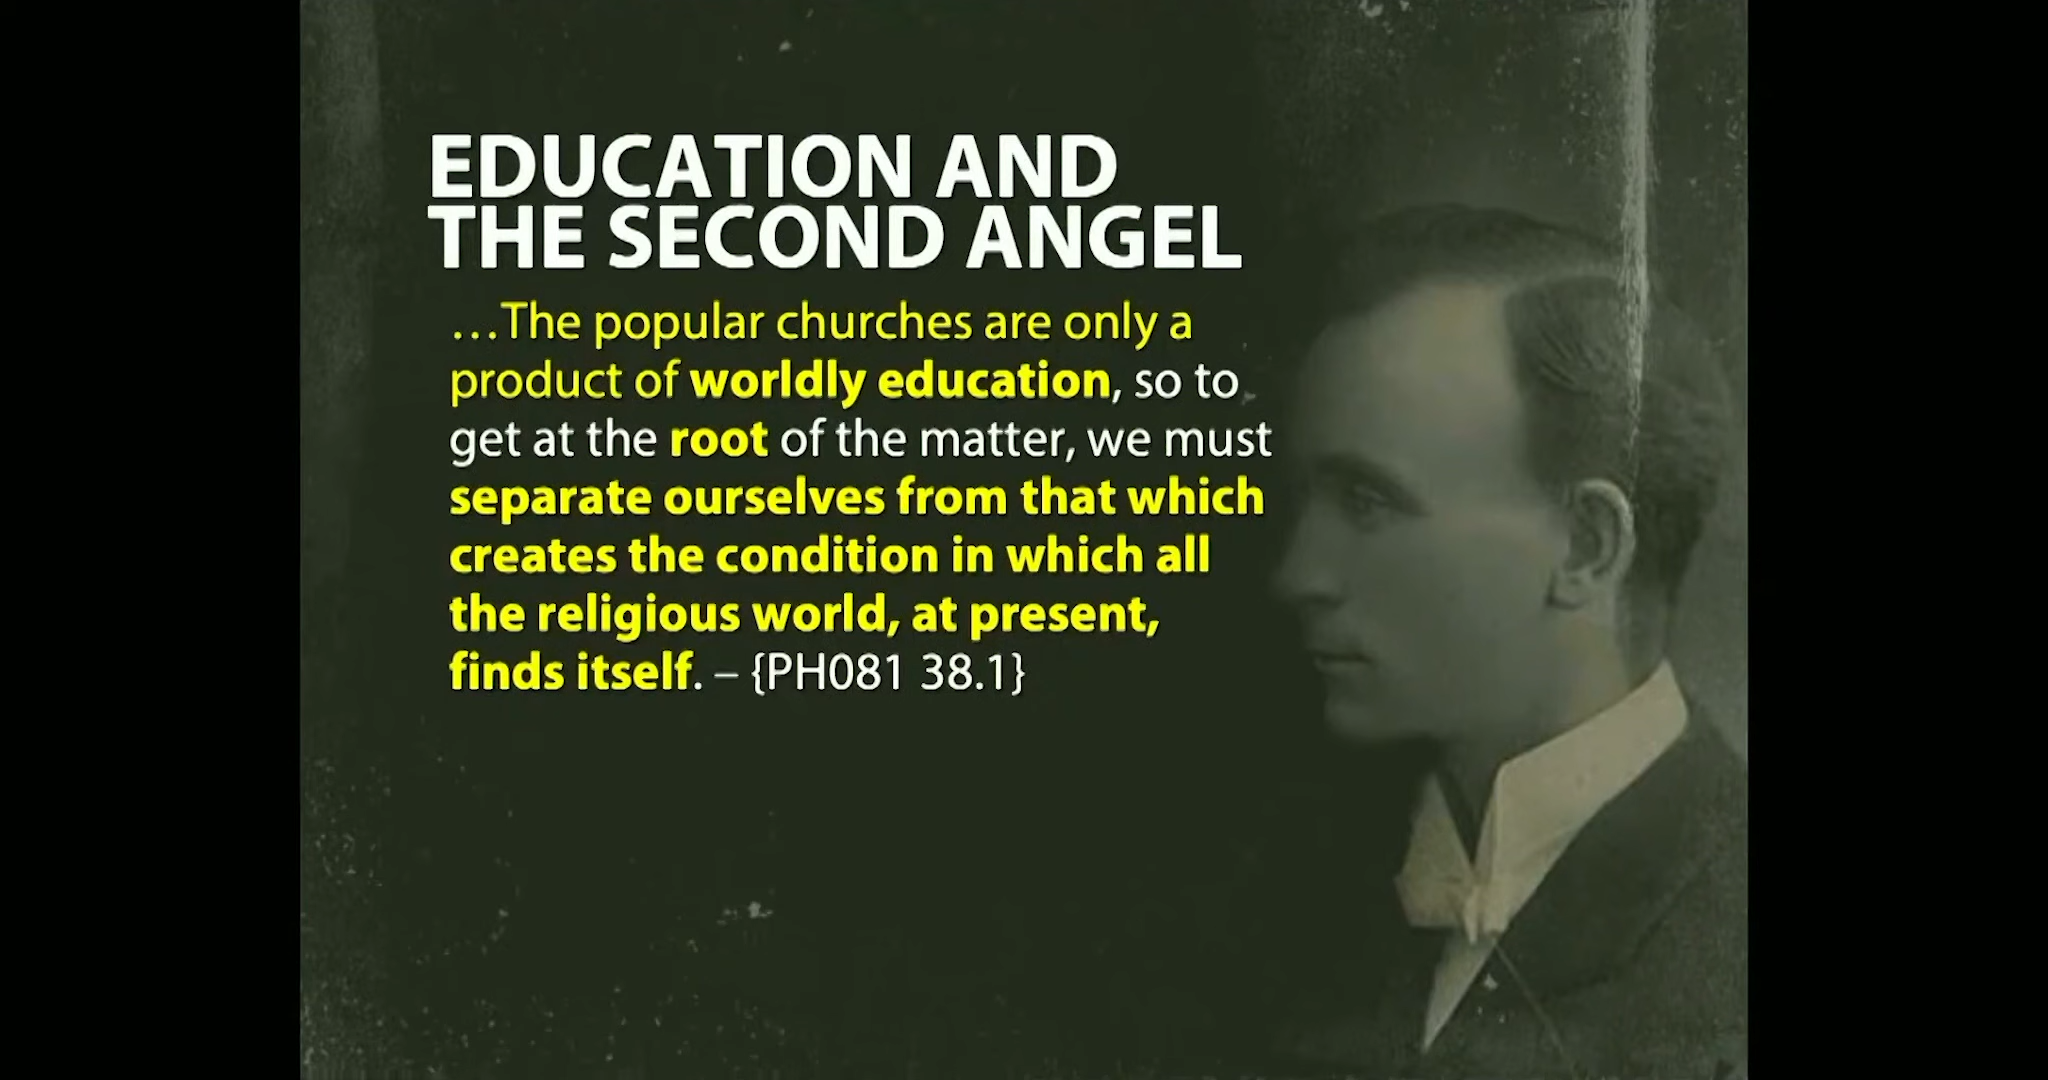 EDUCATION AND
THE SECOND ANGEL
…The popular churches are only a
product of worldly education, so to
get at the root of the matter, we must
separate ourselves from that which
creates the condition in which all
the religious world, at present,
finds itself. – {PH081 38.1}